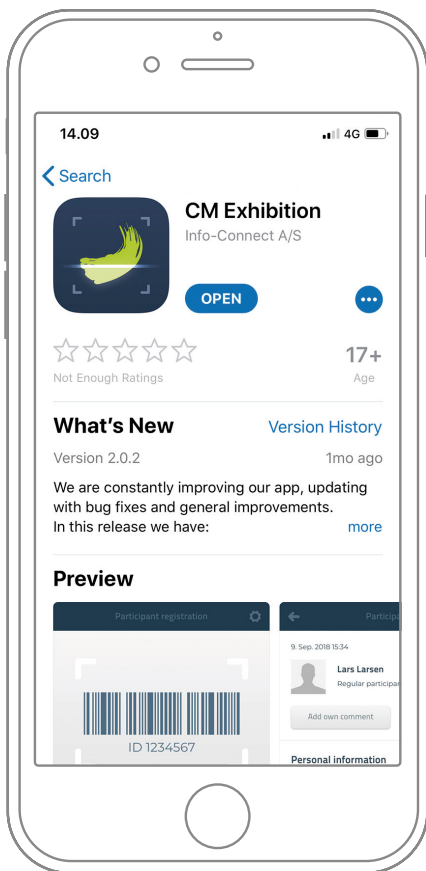 14.09
4G
Search
CM Exhibition
Info-Connect A/S
OPEN
17+
Not Enough Ratings
Age
What's New
Version History
Version 2.0.2
1mo ago
We are constantly improving our app, updating
with bug fixes and general improvements.
In this release we have:
more
Preview
Participant registration
ID 1234567
Particip
9. Sep. 2018 15:34
Lars Larsen
Regular participan
Add own comment
Personal information